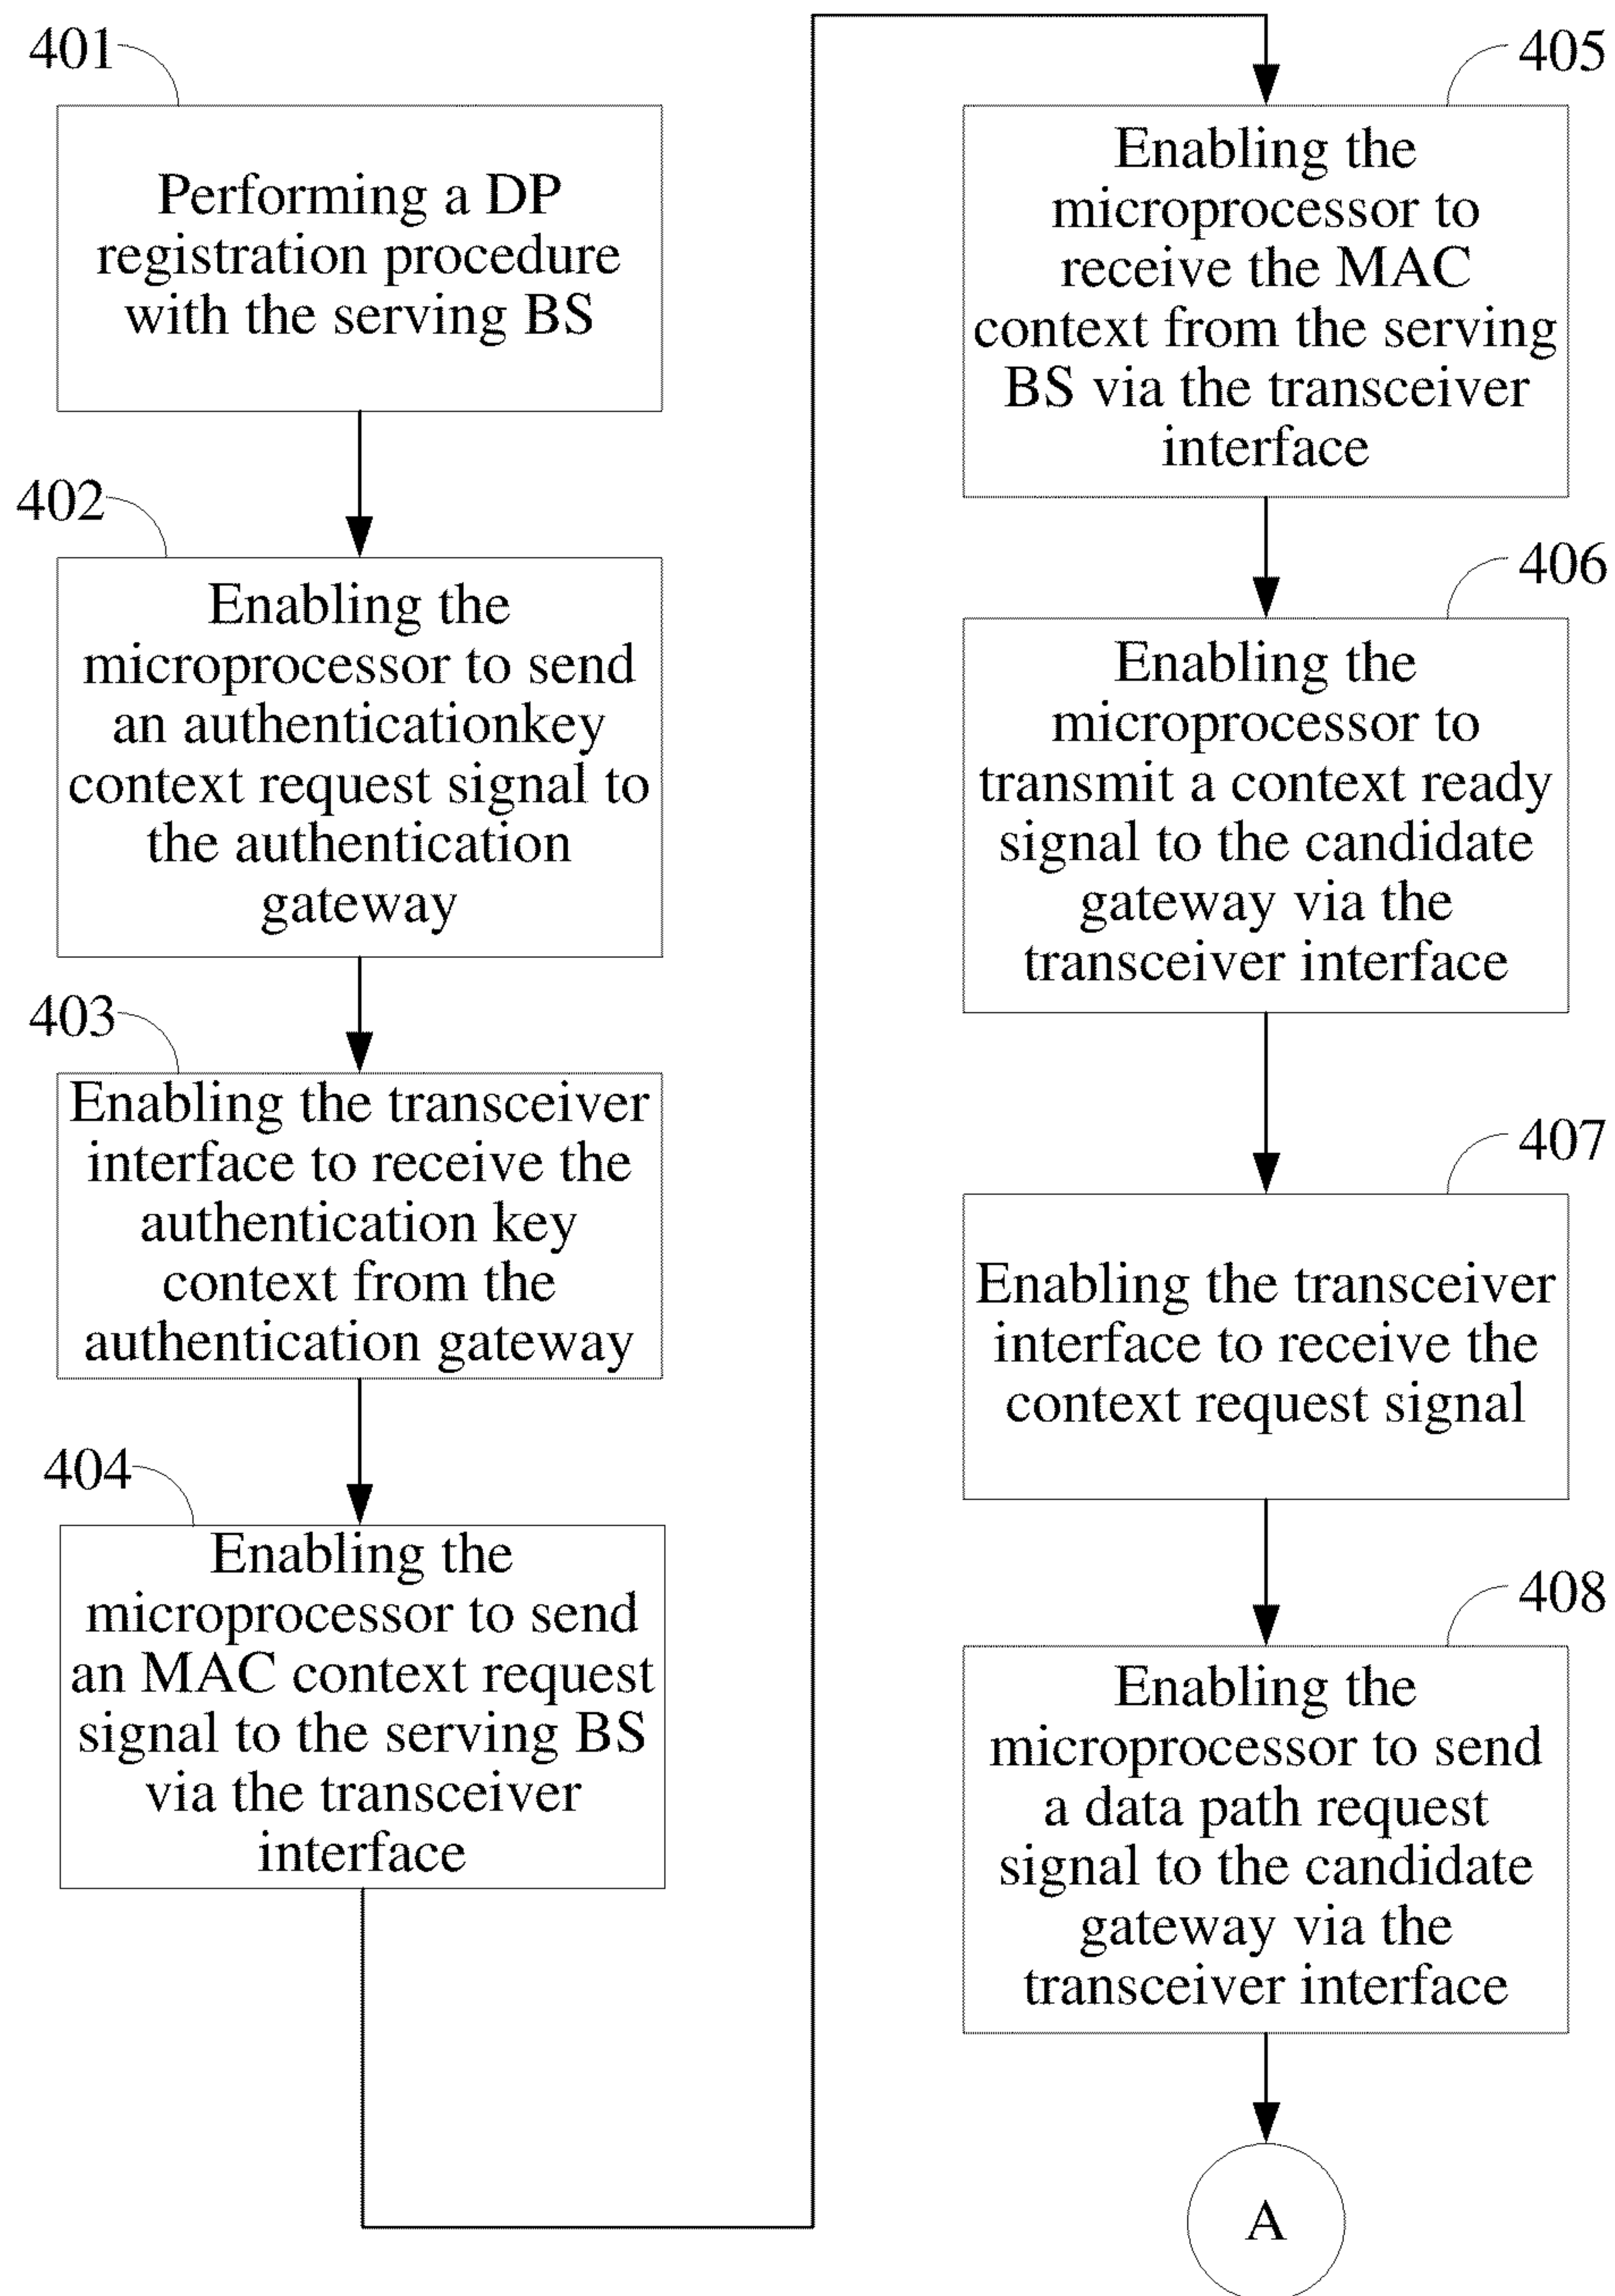 401
Performing a DP
registration procedure
with the serving BS
402
Enabling the
microprocessor to send
an authenticationkey
context request signal to
the authentication
gateway
403
Enabling the transceiver
interface to receive the
authentication key
context from the
authentication gateway
404
Enabling the
microprocessor to send
an MAC context request
signal to the serving BS
via the transceiver
interface
405
Enabling the
microprocessor to
receive the MAC
context from the serving
BS via the transceiver
interface
406
Enabling the
microprocessor to
transmit a context ready
signal to the candidate
gateway via the
transceiver interface
407
Enabling the transceiver
interface to receive the
context request signal
408
Enabling the
microprocessor to send
a data path request
signal to the candidate
gateway via the
transceiver interface
A